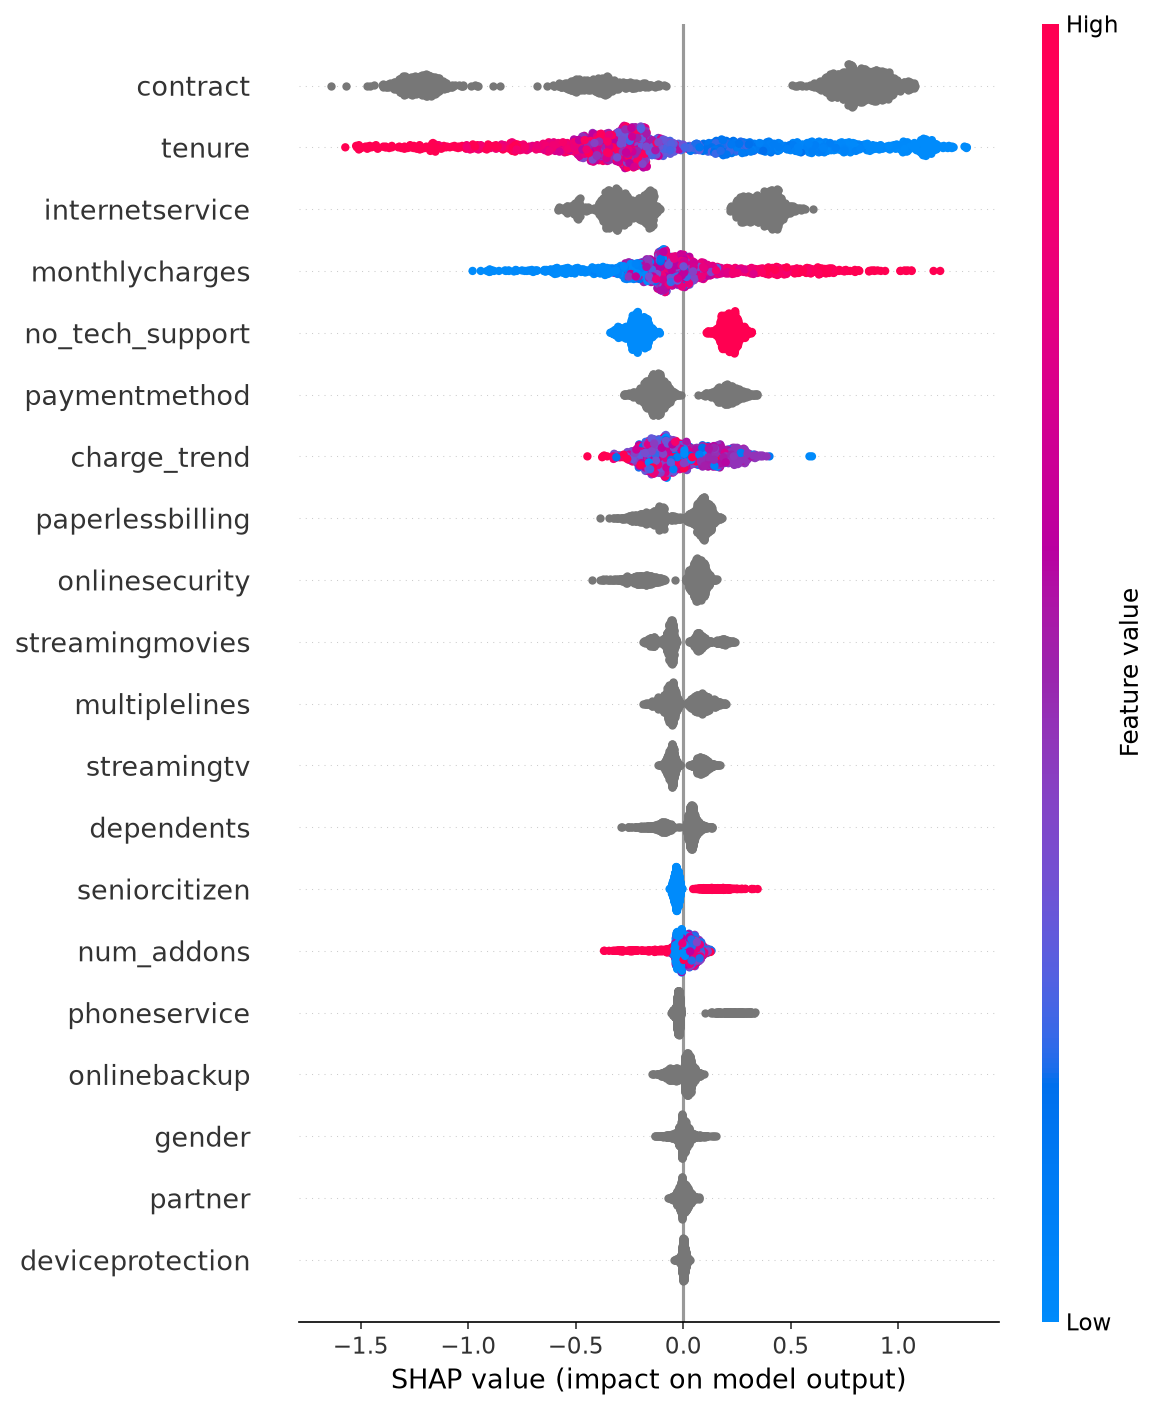 High
contract
tenure
internetservice
monthlycharges
no_tech_support
paymentmethod
charge_trend
paperlessbilling
onlinesecurity
streamingmovies
multiplelines
streamingtv
dependents
seniorcitizen
num_addons
phoneservice
onlinebackup
gender
partner
deviceprotection
Feature value
Low
−1.5 −1.0 −0.5 0.0 0.5 1.0
SHAP value (impact on model output)